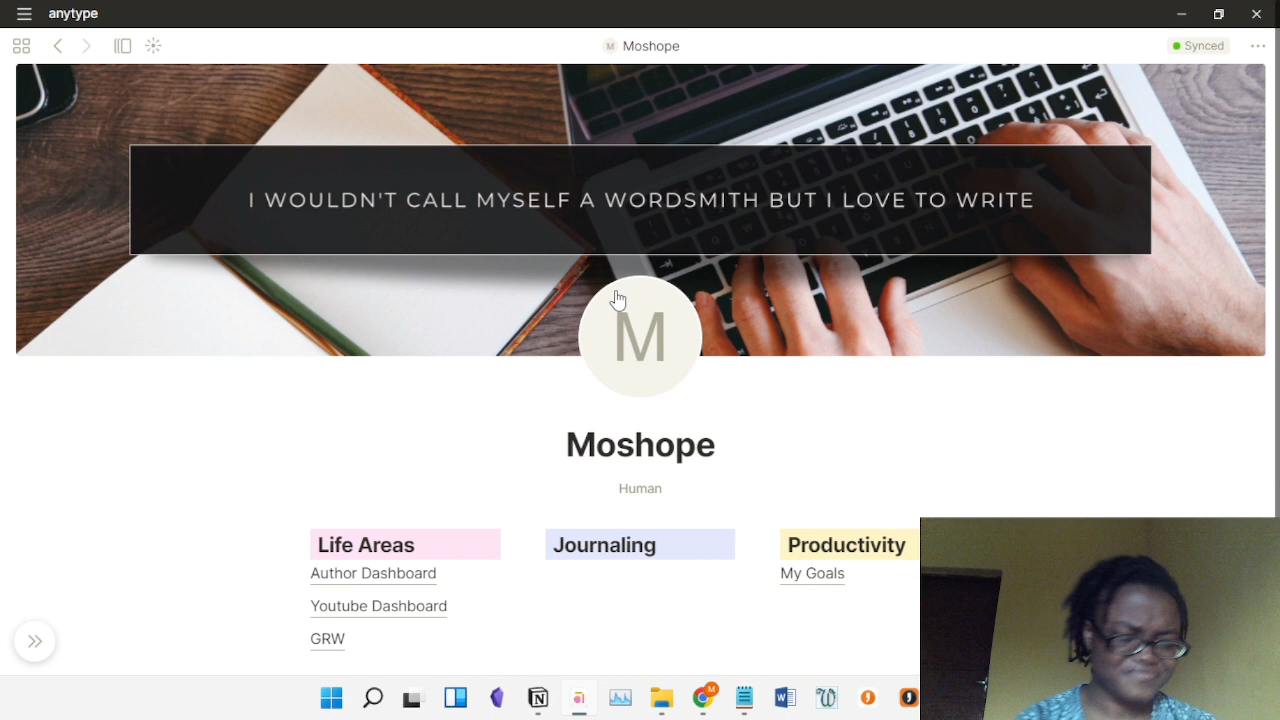 anytype
M Moshope
Synced
I WOULDN'T CALL MYSELF A WORDSMITH BUT I LOVE TO WRITE
M
Moshope
Human
Life Areas
Author Dashboard
Youtube Dashboard
GRW
Journaling
Productivity
My Goals